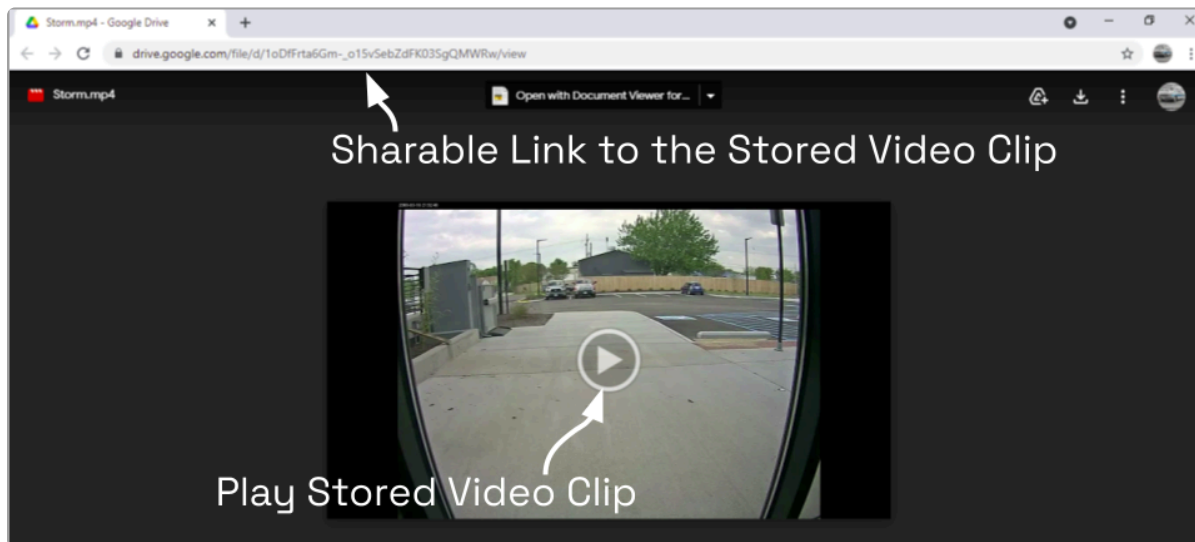 Storm.mp4 - Google Drive
drive.google.com/file/d/1oDfFrta6Gm-_o15vSebZdFK03SgQMWRw/view
Storm.mp4
Open with Document Viewer for...
Sharable Link to the Stored Video Clip
Play Stored Video Clip